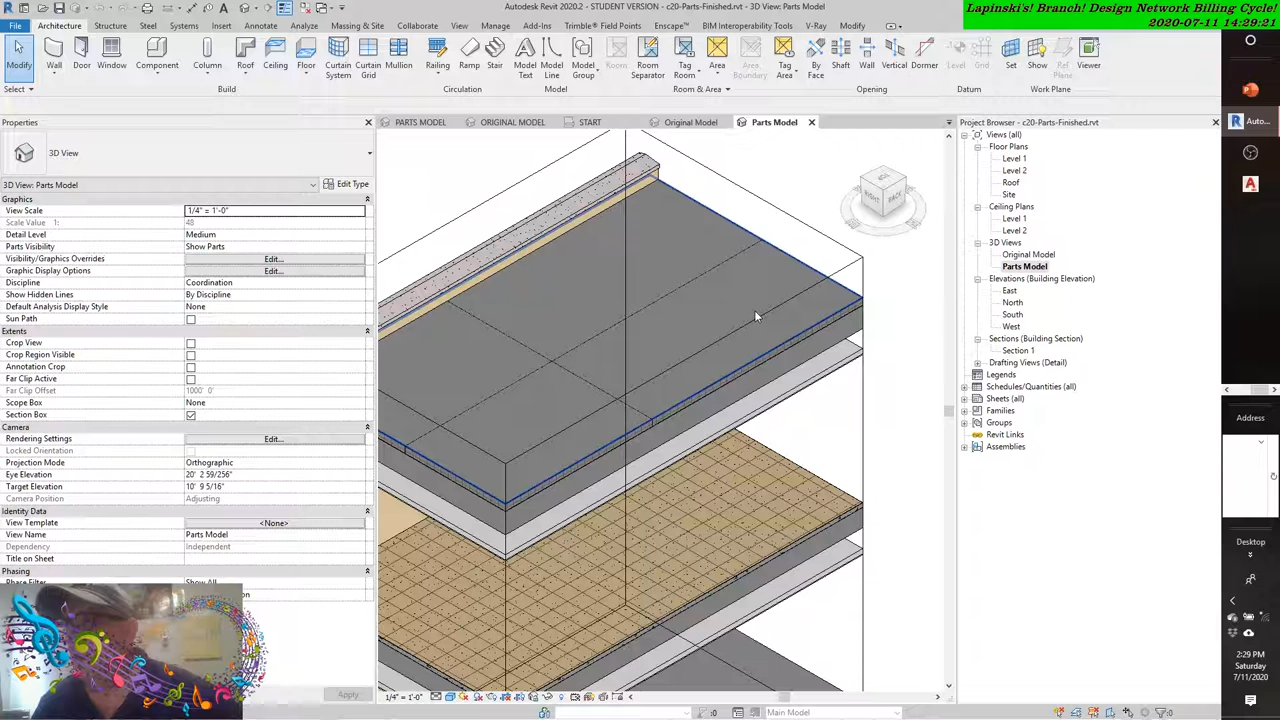 Autodesk Revit 2020.2 - STUDENT VERSION - c20-Parts-Finished.rvt - 3D View: Parts Model
Lapinski's! Branch! Design Network Billing Cycle!
2020-07-11 14:29:21
File Architecture Structure Steel Systems Insert Annotate Analyze Massing & Site Collaborate View Manage Add-Ins Trimble® Field Points Enscape™ BIM Interoperability Tools V-Ray Modify
Modify Wall Door Window Component Column Roof Ceiling Floor Curtain System Curtain Grid Mullion Railing Ramp Stair Model Text Model Line Model Group Room Room Separator Tag Room Area Area Boundary Tag Area By Face Shaft Wall Vertical Dormer Level Grid Set Show Ref Plane Viewer
Select Build Circulation Model Room & Area Opening Datum Work Plane
Properties
PARTS MODEL ORIGINAL MODEL START Original Model Parts Model
Project Browser - c20-Parts-Finished.rvt
3D View
3D View: Parts Model Edit Type
Graphics
View Scale 1/4" = 1'-0"
Scale Value 1: 48
Detail Level Medium
Parts Visibility Show Parts
Visibility/Graphics Overrides Edit...
Graphic Display Options Edit...
Discipline Coordination
Show Hidden Lines By Discipline
Default Analysis Display Style None
Sun Path
Extents
Crop View
Crop Region Visible
Annotation Crop
Far Clip Active
Far Clip Offset 1000' 0"
Scope Box None
Section Box
Camera
Rendering Settings Edit...
Locked Orientation
Projection Mode Orthographic
Eye Elevation 20' 2 59/256"
Target Elevation 10' 9 5/16"
Camera Position Adjusting
Identity Data
View Template <None>
View Name Parts Model
Dependency Independent
Title on Sheet
Phasing
Phase Filter Show All
Apply
RIGHT BACK
Views (all)
Floor Plans
Level 1
Level 2
Roof
Site
Ceiling Plans
Level 1
Level 2
3D Views
Original Model
Parts Model
Elevations (Building Elevation)
East
North
South
West
Sections (Building Section)
Section 1
Drafting Views (Detail)
Legends
Schedules/Quantities (all)
Sheets (all)
Families
Groups
Revit Links
Assemblies
1/4" = 1'-0"
:0 Main Model :0
Auto...
Address
Desktop
2:29 PM
Saturday
7/11/2020